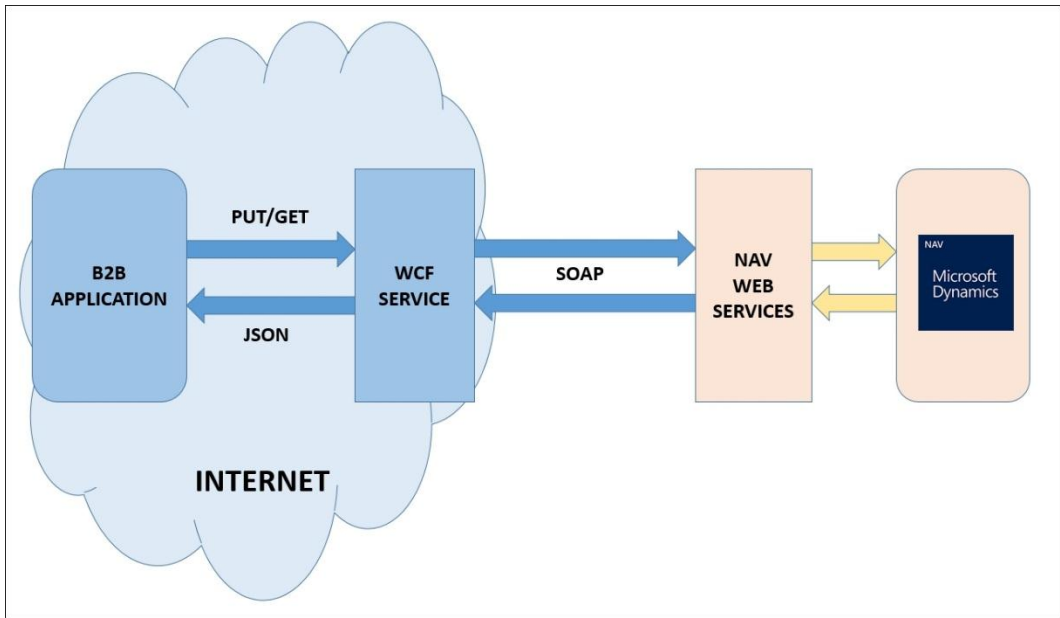 PUT/GET
B2B
APPLICATION
JSON
WCF
SERVICE
SOAP
NAV
WEB
SERVICES
NAV
Microsoft
Dynamics
INTERNET